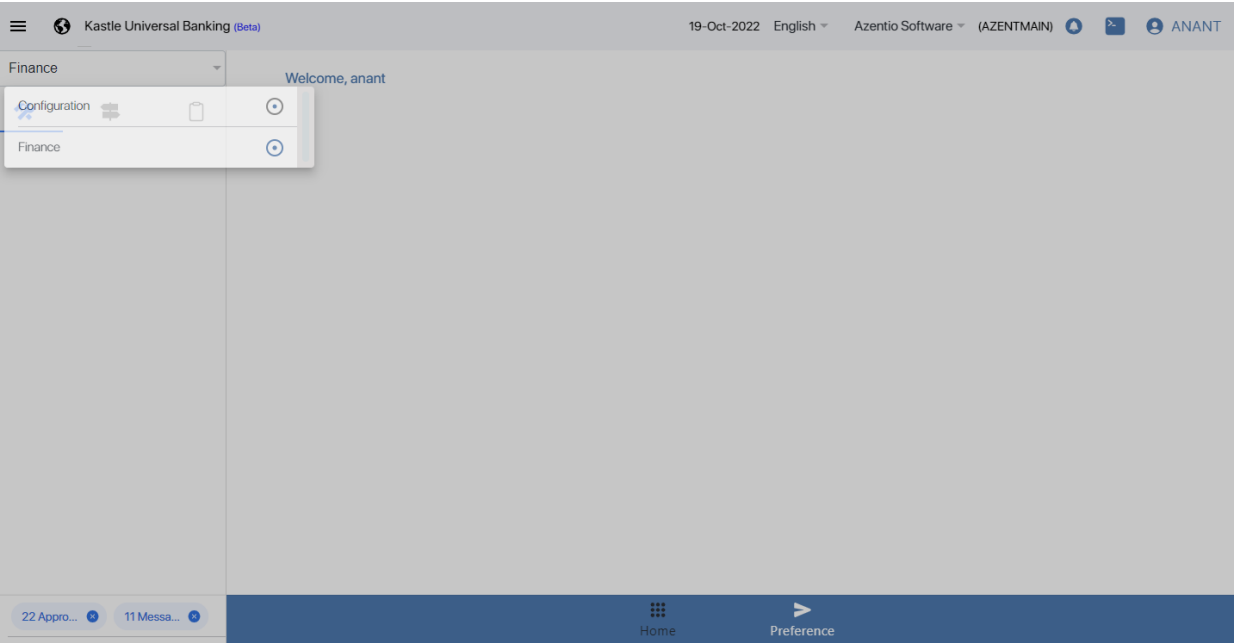 Kastle Universal Banking (Beta) 19-Oct-2022 English Azentio Software (AZENTMAIN) ANANT
Finance
Welcome, anant
Configuration
Finance
22 Appro... 11 Messa...
Home Preference